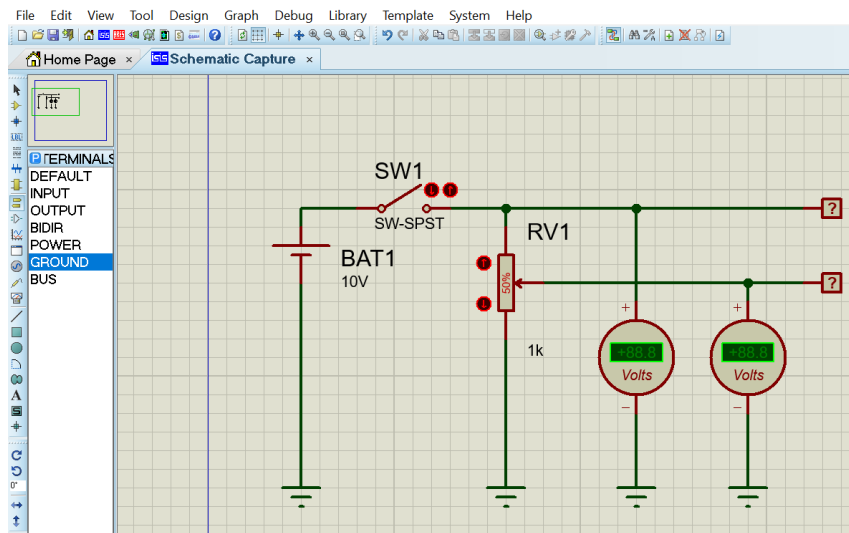 File Edit View Tool Design Graph Debug Library Template System Help
Home Page × ISIS Schematic Capture ×
P TERMINALS
DEFAULT
INPUT
OUTPUT
BIDIR
POWER
GROUND
BUS
A
S
0°
SW1
SW-SPST
BAT1
10V
RV1
50%
1k
?
?
+
+88.8
Volts
−
+
+88.8
Volts
−